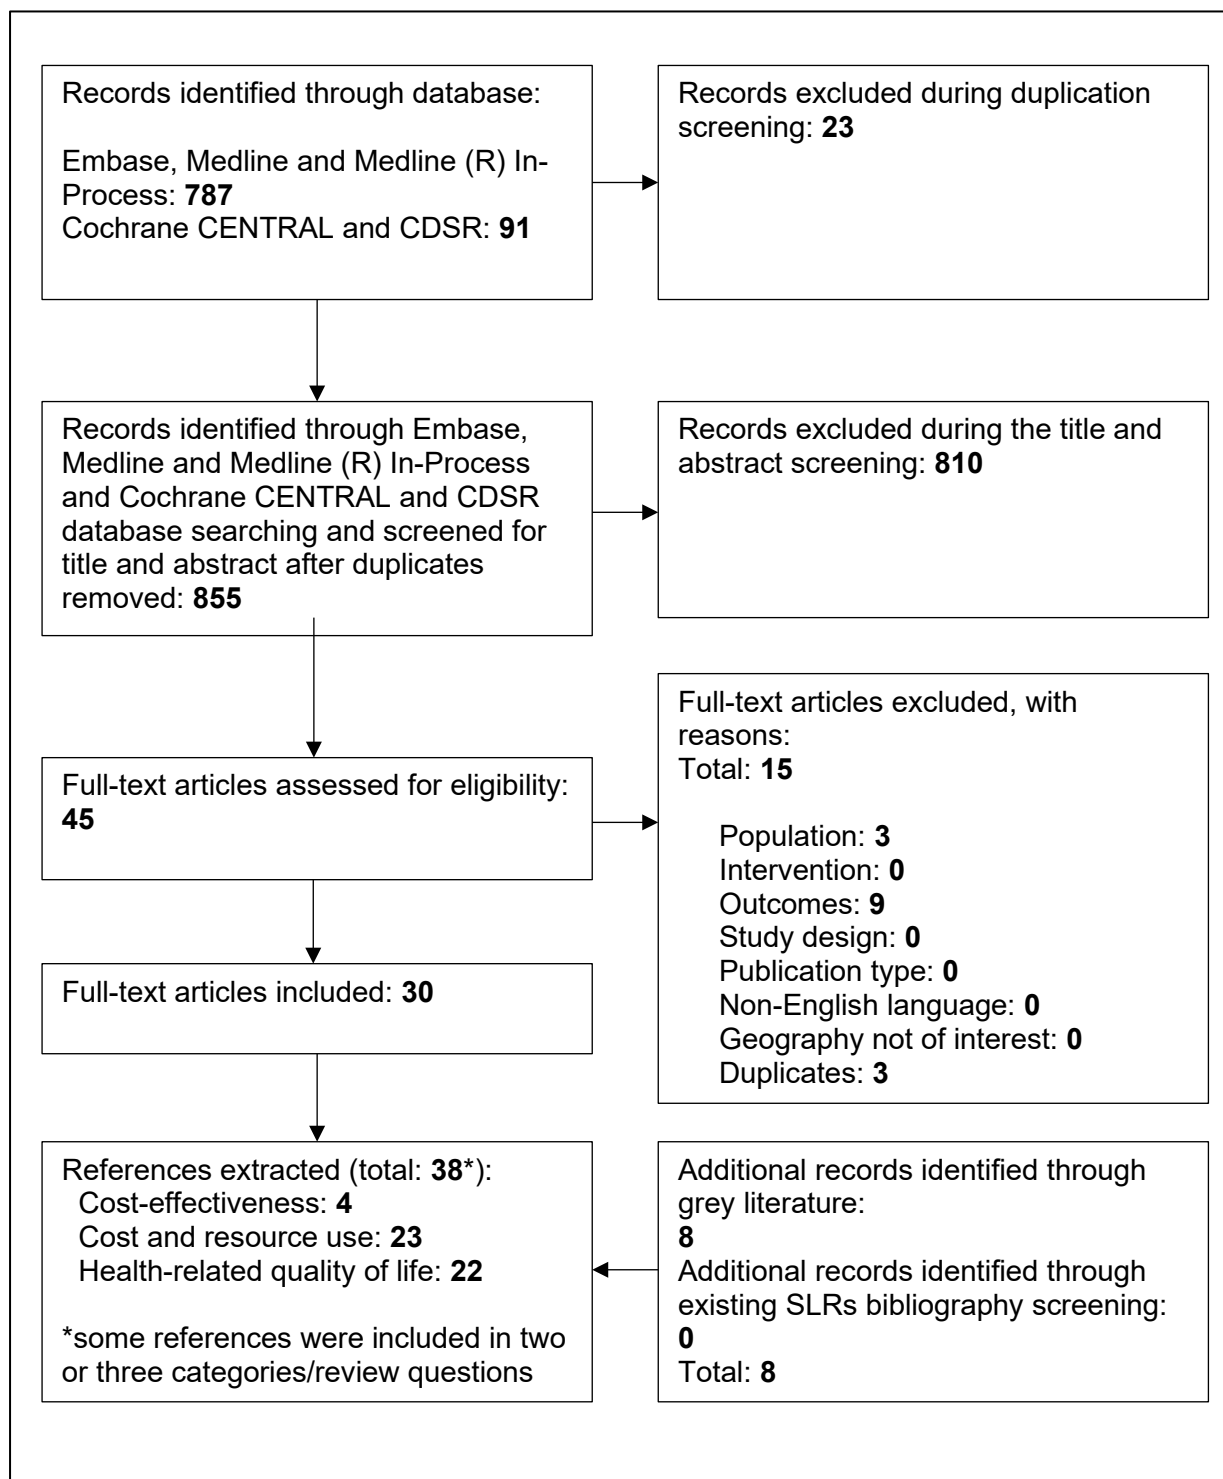 Records identified through database:
Embase, Medline and Medline (R) In-
Process: 787
Cochrane CENTRAL and CDSR: 91
Records excluded during duplication
screening: 23
Records identified through Embase,
Medline and Medline (R) In-Process
and Cochrane CENTRAL and CDSR
database searching and screened for
title and abstract after duplicates
removed: 855
Records excluded during the title and
abstract screening: 810
Full-text articles assessed for eligibility:
45
Full-text articles excluded, with
reasons:
Total: 15
Population: 3
Intervention: 0
Outcomes: 9
Study design: 0
Publication type: 0
Non-English language: 0
Geography not of interest: 0
Duplicates: 3
Full-text articles included: 30
References extracted (total: 38*):
Cost-effectiveness: 4
Cost and resource use: 23
Health-related quality of life: 22
*some references were included in two
or three categories/review questions
Additional records identified through
grey literature:
8
Additional records identified through
existing SLRs bibliography screening:
0
Total: 8